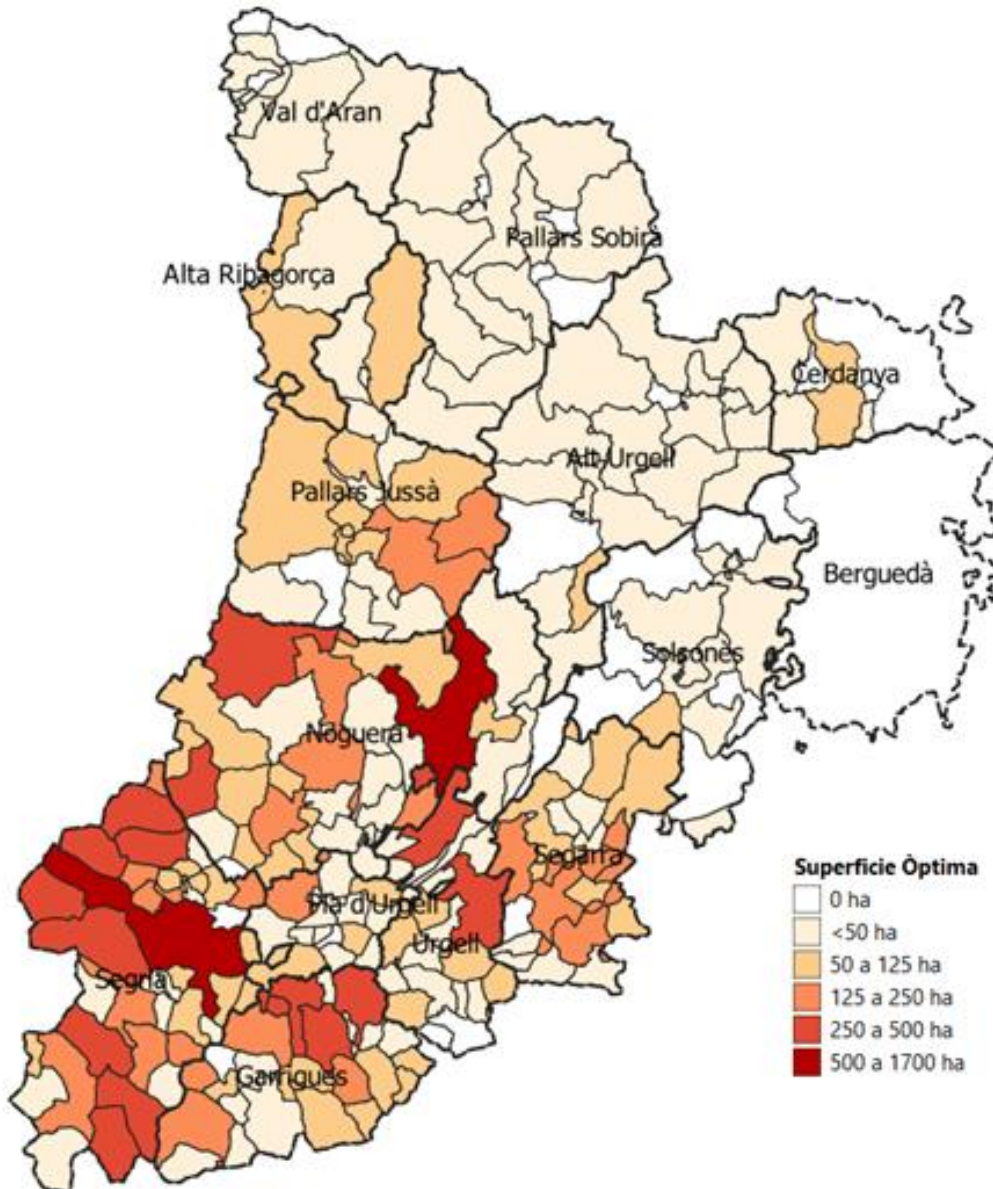 Val d'Aran
Pallars Sobirà
Alta Ribagorça
Cerdanya
Alt Urgell
Pallars Jussà
Berguedà
Solsonès
Noguera
Segarra
Pla d'Urgell
Urgell
Segrià
Garrigues
Superficie Òptima
0 ha
<50 ha
50 a 125 ha
125 a 250 ha
250 a 500 ha
500 a 1700 ha